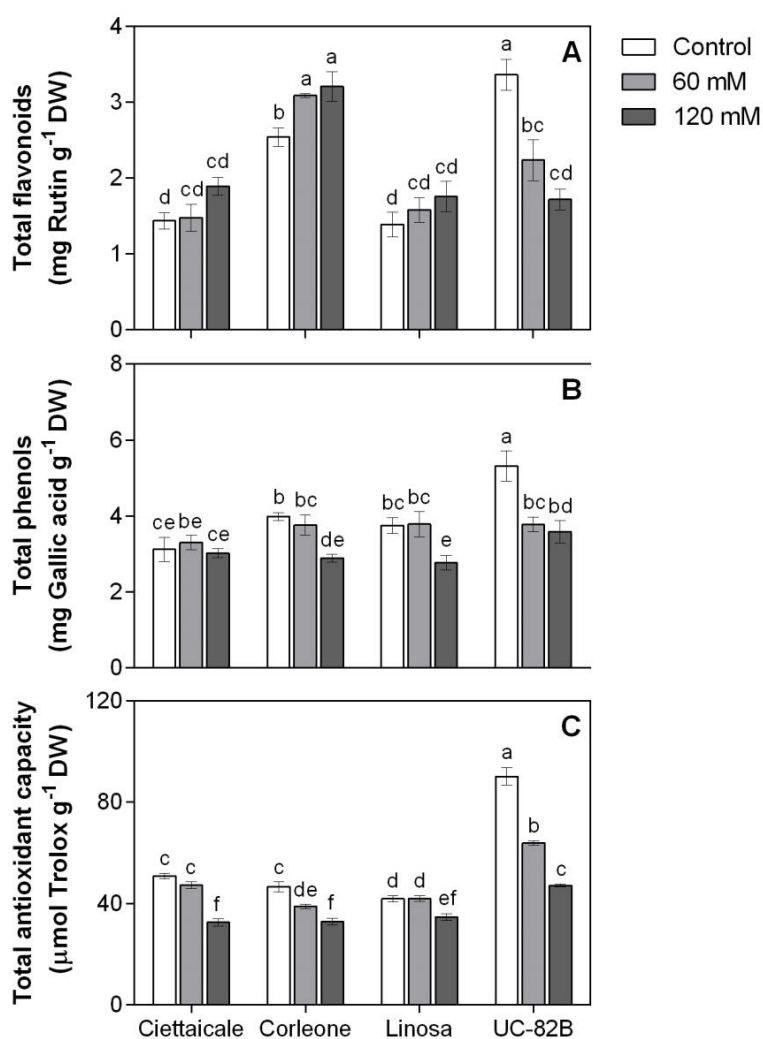 Control
60 mM
120 mM
A
Total flavonoids
(mg Rutin g⁻¹ DW)
4
3
2
1
0
d cd cd b a a d cd cd a bc cd
B
Total phenols
(mg Gallic acid g⁻¹ DW)
8
6
4
2
0
ce be ce b bc de bc bc e a bc bd
C
Total antioxidant capacity
(μmol Trolox g⁻¹ DW)
120
80
40
0
c c f c de f d d ef a b c
Ciettaicale Corleone Linosa UC-82B